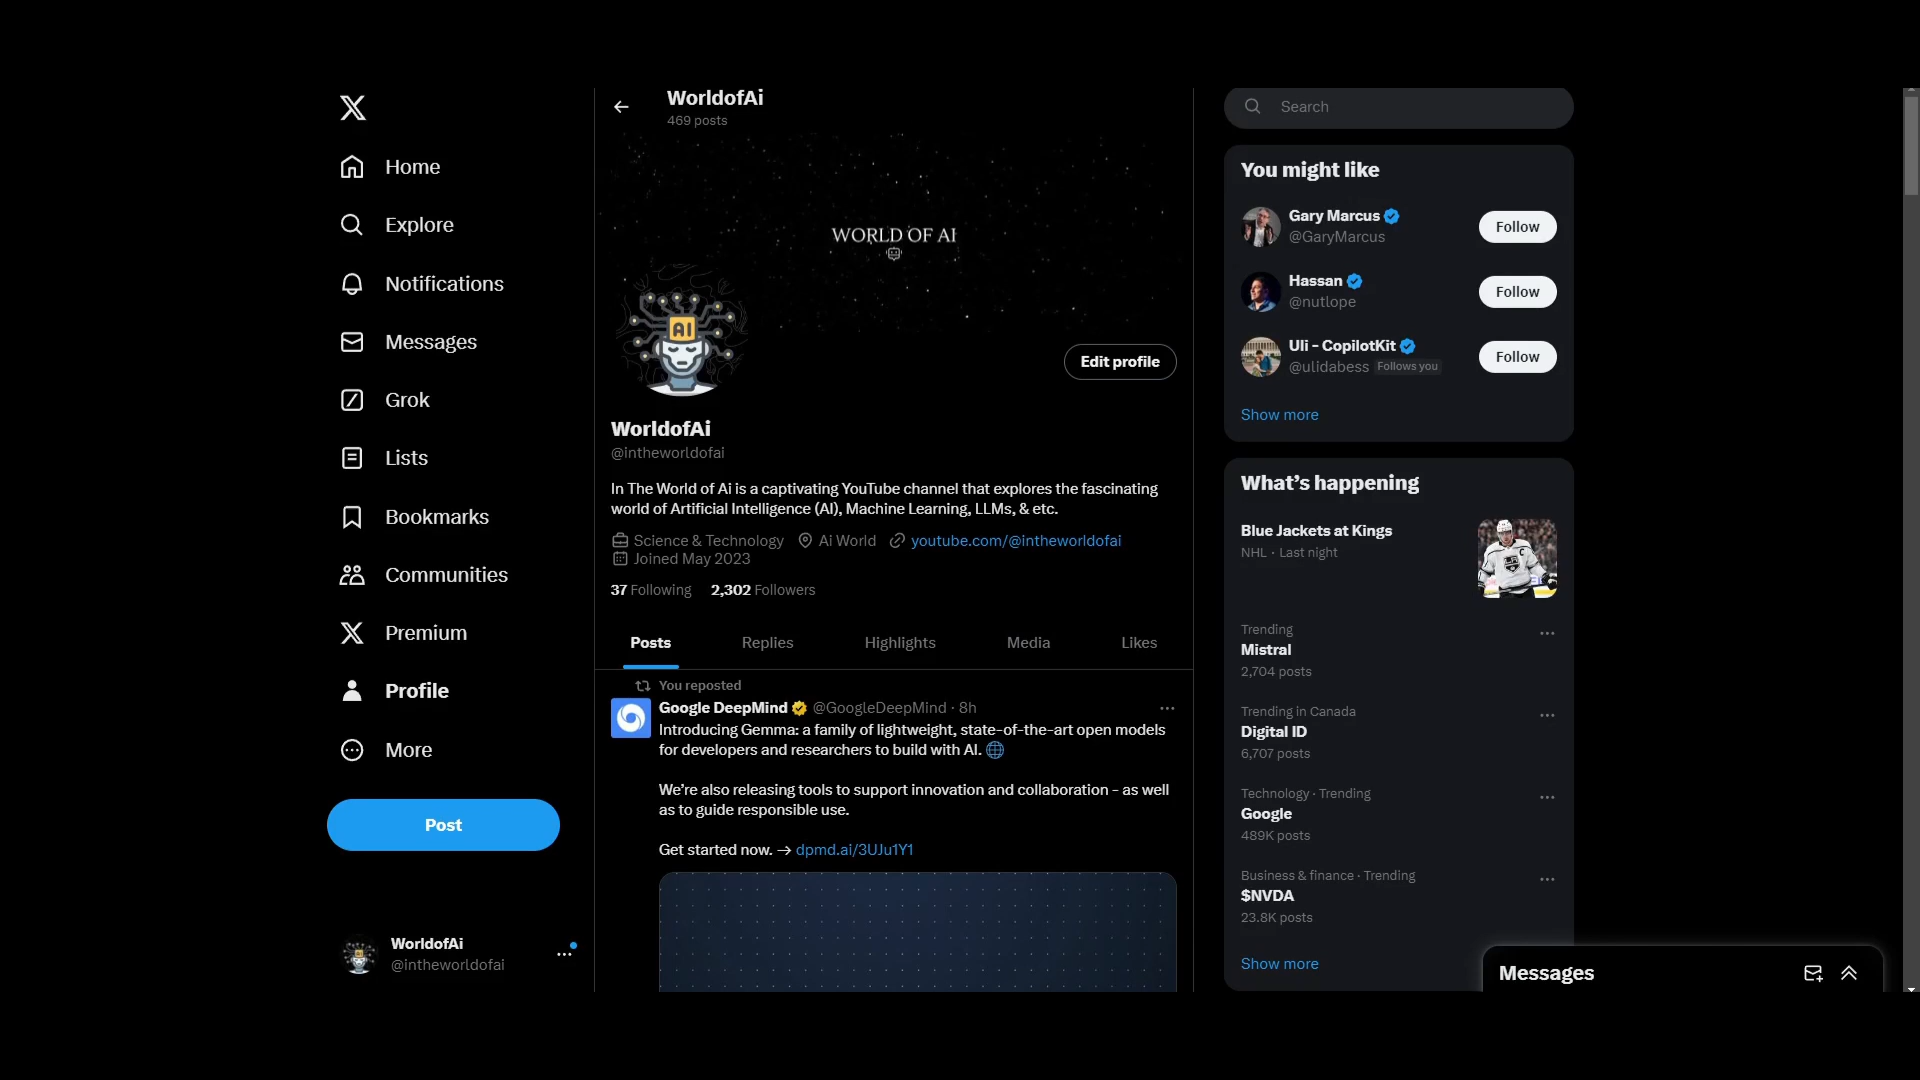 Home
Explore
Notifications
Messages
Grok
Lists
Bookmarks
Communities
Premium
Profile
More
Post
WorldofAi
@intheworldofai
WorldofAi
469 posts
WORLD OF AI
AI
Edit profile
WorldofAi
@intheworldofai
In The World of Ai is a captivating YouTube channel that explores the fascinating
world of Artificial Intelligence (AI), Machine Learning, LLMs, & etc.
Science & Technology Ai World youtube.com/@intheworldofai
Joined May 2023
37 Following 2,302 Followers
Posts Replies Highlights Media Likes
You reposted
Google DeepMind @GoogleDeepMind · 8h
Introducing Gemma: a family of lightweight, state-of-the-art open models
for developers and researchers to build with AI. 🌐
We're also releasing tools to support innovation and collaboration - as well
as to guide responsible use.
Get started now. → dpmd.ai/3UJu1Y1
Search
You might like
Gary Marcus
@GaryMarcus
Follow
Hassan
@nutlope
Follow
Uli - CopilotKit
@ulidabess Follows you
Follow
Show more
What's happening
Blue Jackets at Kings
NHL · Last night
Trending
Mistral
2,704 posts
Trending in Canada
Digital ID
6,707 posts
Technology · Trending
Google
489K posts
Business & finance · Trending
$NVDA
23.8K posts
Show more
Messages